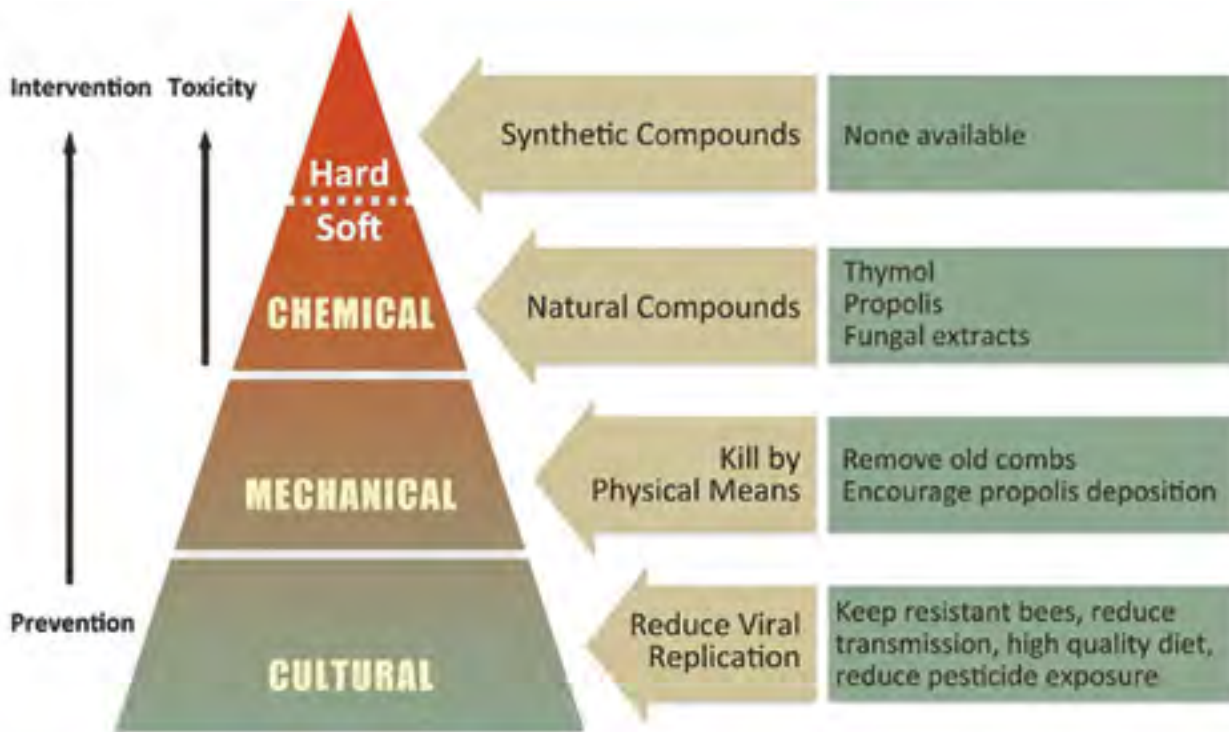 Intervention Toxicity
Prevention
Hard
Soft
CHEMICAL
MECHANICAL
CULTURAL
Synthetic Compounds
None available
Natural Compounds
Thymol
Propolis
Fungal extracts
Kill by
Physical Means
Remove old combs
Encourage propolis deposition
Reduce Viral
Replication
Keep resistant bees, reduce
transmission, high quality diet,
reduce pesticide exposure